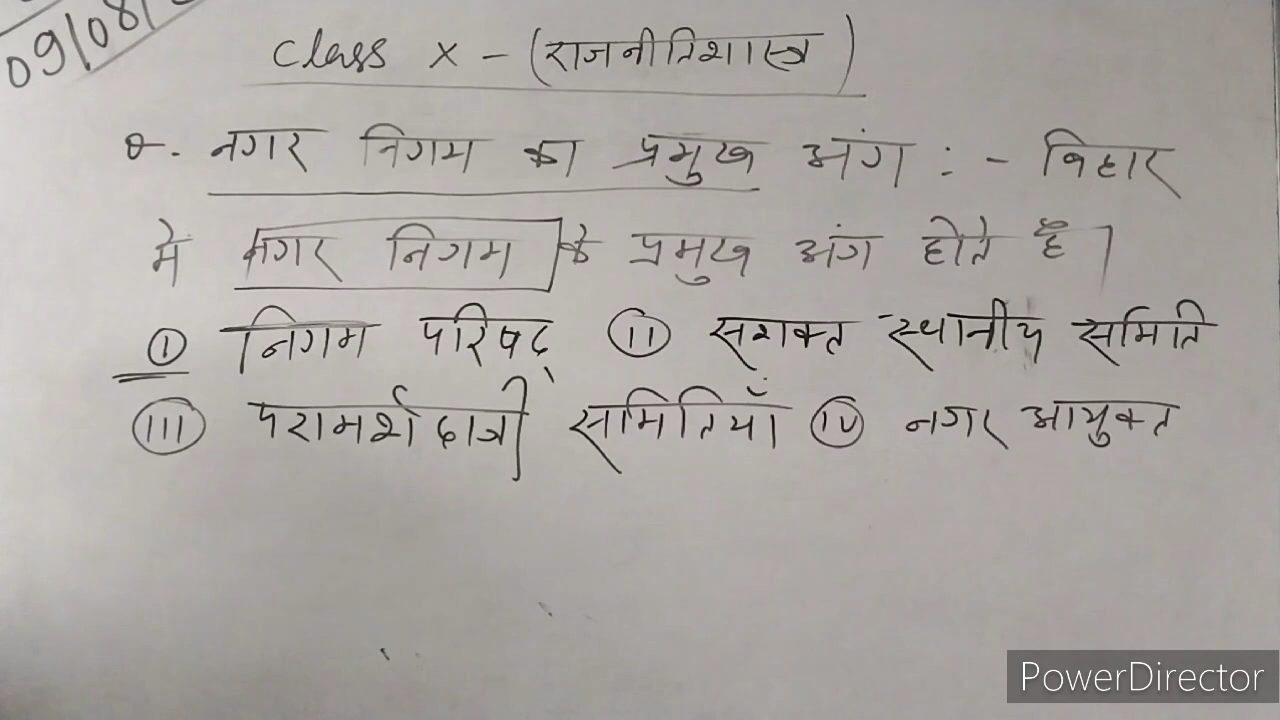 09/08/
Class X - (राजनीतिशास्त्र)
Q. नगर निगम का प्रमुख अंग :- बिहार
में नगर निगम के प्रमुख अंग होते हैं।
(I) निगम परिषद् (II) सशक्त स्थानीय समिति
(III) परामर्शदात्री समितियाँ (IV) नगर आयुक्त
PowerDirector